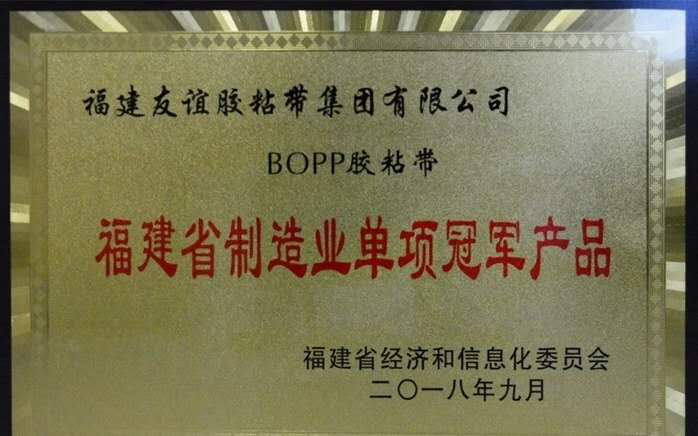 福建友谊胶粘带集团有限公司
BOPP胶粘带
福建省制造业单项冠军产品
福建省经济和信息化委员会
二〇一八年九月